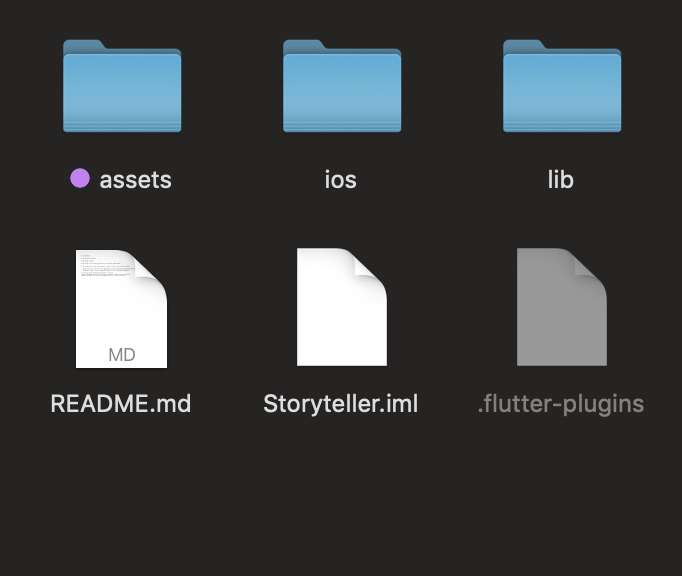 assets
ios
lib
MD
README.md
Storyteller.iml
.flutter-plugins